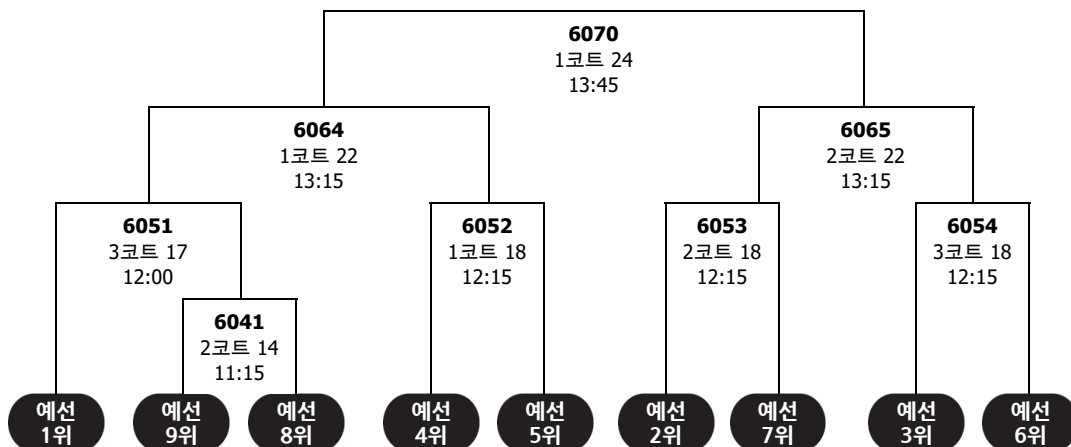 6070
1코트 24
13:45
6064
1코트 22
13:15
6065
2코트 22
13:15
6051
3코트 17
12:00
6052
1코트 18
12:15
6053
2코트 18
12:15
6054
3코트 18
12:15
6041
2코트 14
11:15
예선
1위
예선
9위
예선
8위
예선
4위
예선
5위
예선
2위
예선
7위
예선
3위
예선
6위